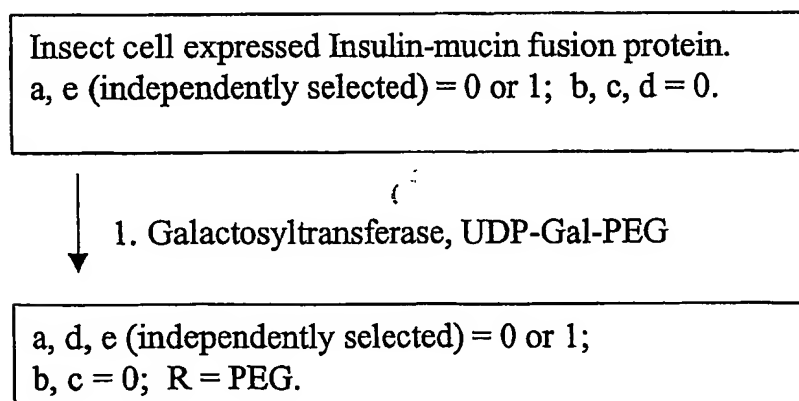 Insect cell expressed Insulin-mucin fusion protein.
a, e (independently selected) = 0 or 1; b, c, d = 0.
1. Galactosyltransferase, UDP-Gal-PEG
a, d, e (independently selected) = 0 or 1;
b, c = 0; R = PEG.